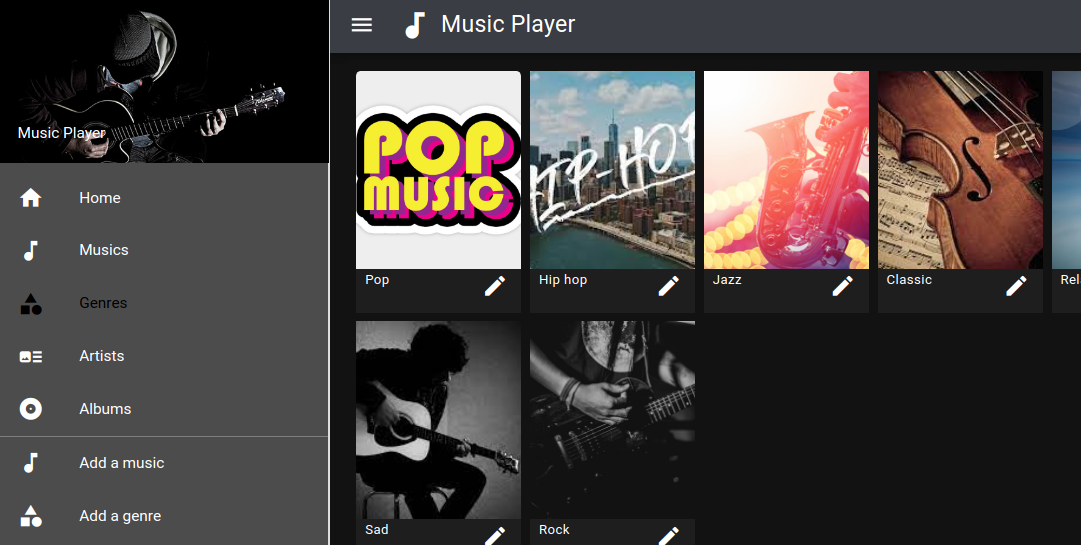 Music Player
Music Player
Home
Musics
Genres
Artists
Albums
Add a music
Add a genre
POP
MUSIC
HIP-HOP
Pop
Hip hop
Jazz
Classic
Sad
Rock